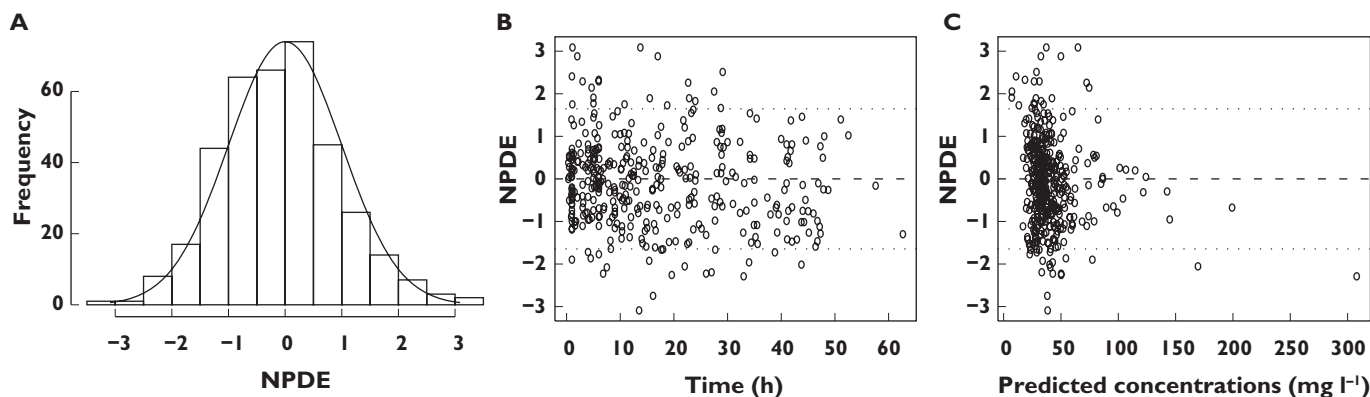 A
Frequency
60
40
20
0
−3 −2 −1 0 1 2 3
NPDE
B
NPDE
3
2
1
0
−1
−2
−3
0 10 20 30 40 50 60
Time (h)
C
NPDE
3
2
1
0
−1
−2
−3
0 50 100 150 200 250 300
Predicted concentrations (mg l⁻¹)